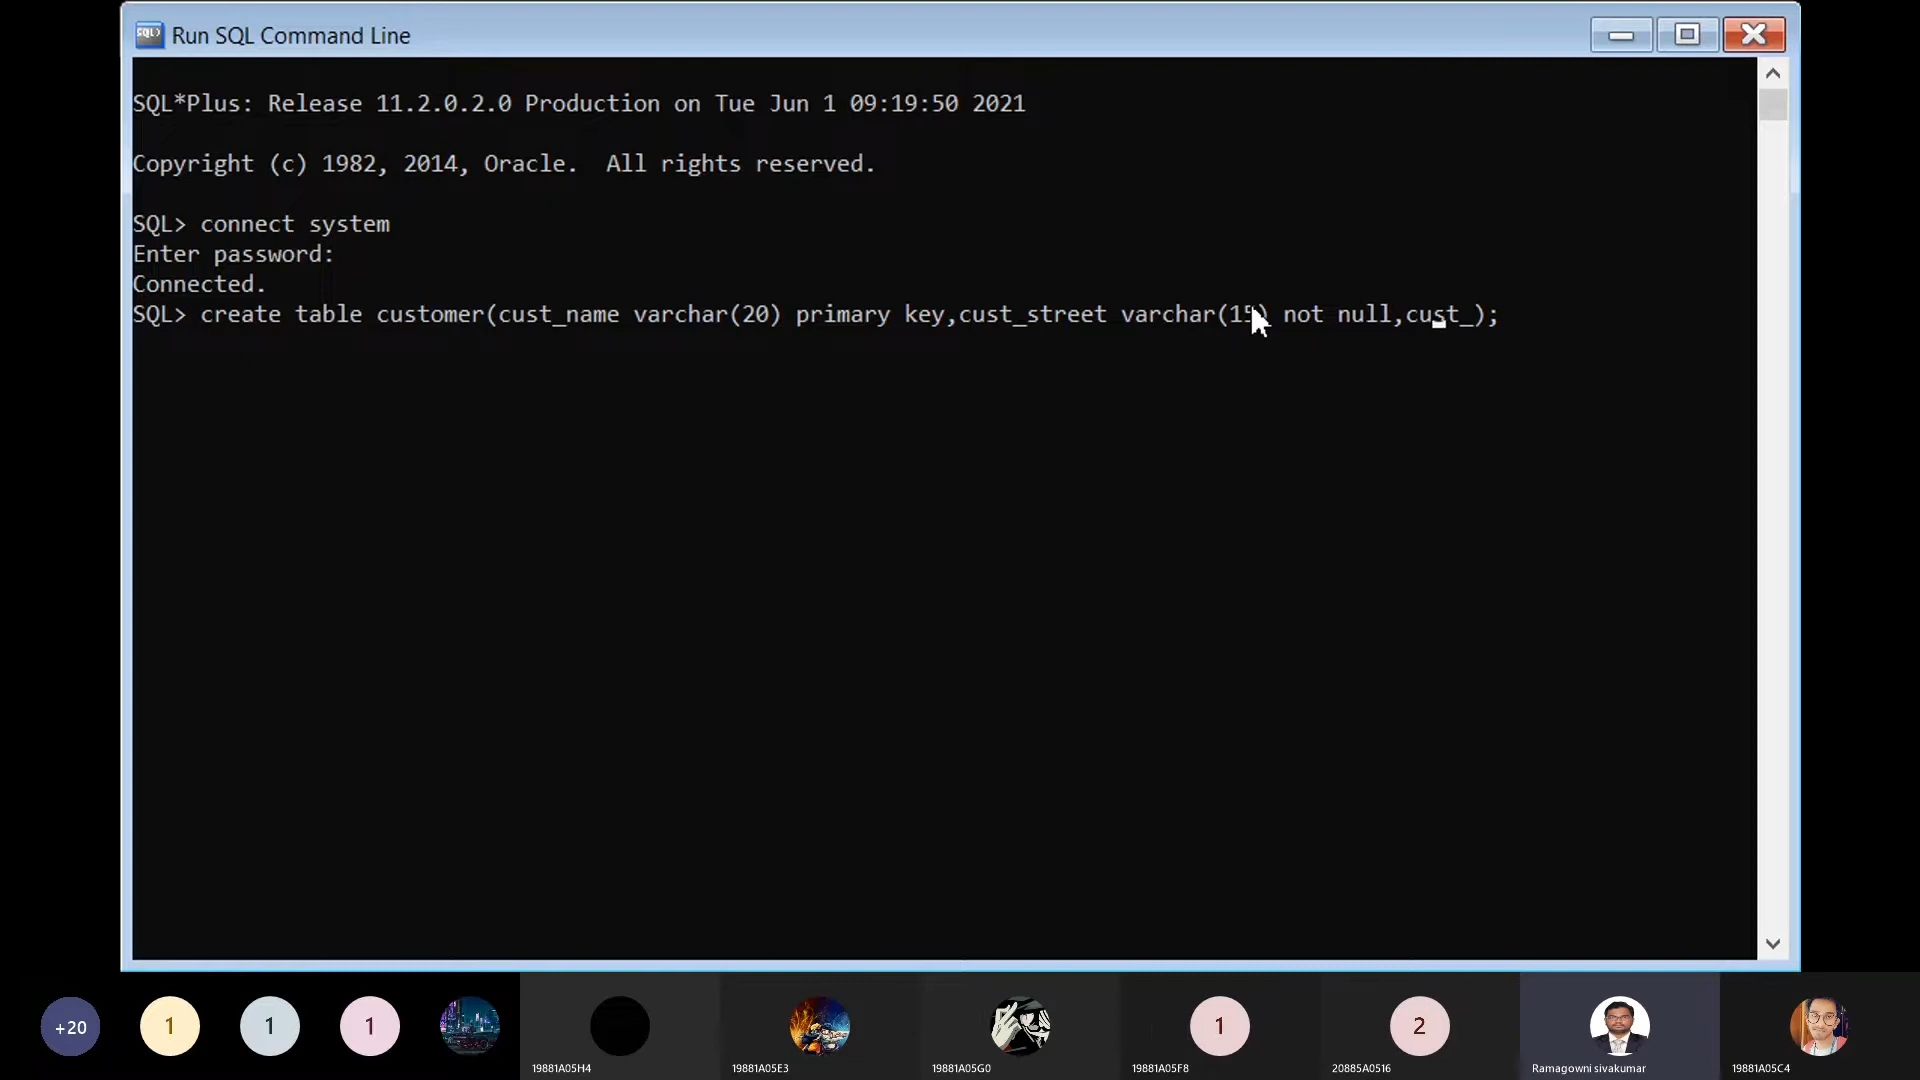 Run SQL Command Line
SQL*Plus: Release 11.2.0.2.0 Production on Tue Jun 1 09:19:50 2021
Copyright (c) 1982, 2014, Oracle.  All rights reserved.
SQL> connect system
Enter password:
Connected.
SQL> create table customer(cust_name varchar(20) primary key,cust_street varchar(15) not null,cust_);
+20
1
1
1
1
2
19881A05H4
19881A05E3
19881A05G0
19881A05F8
20885A0516
Ramagowni sivakumar
19881A05C4